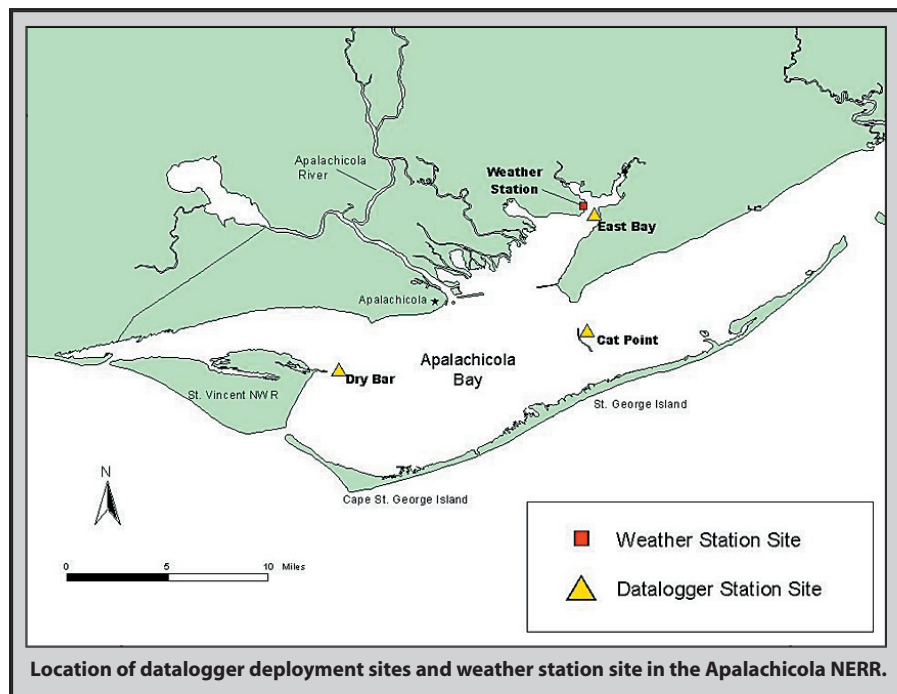 Apalachicola
River
Weather
Station
East Bay
Apalachicola
Cat Point
Apalachicola
Bay
Dry Bar
St. Vincent NWR
St. George Island
N
Cape St. George Island
0 5 10 Miles
Weather Station Site
Datalogger Station Site
Location of datalogger deployment sites and weather station site in the Apalachicola NERR.